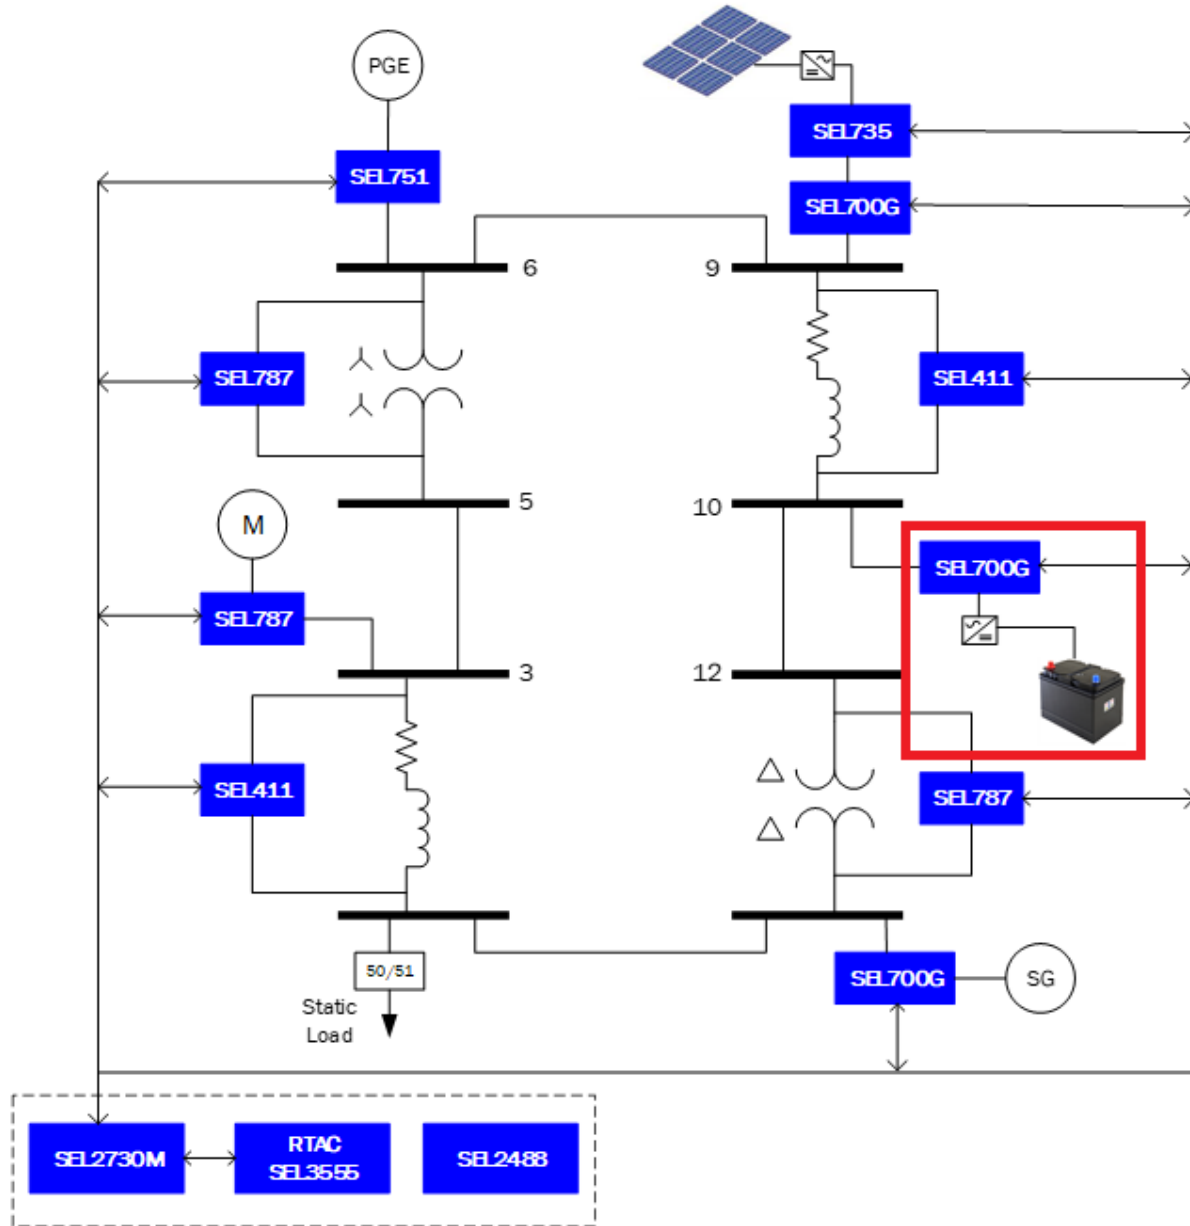 PGE
SEL735
SEL751
SEL700G
6
9
SEL787
SEL411
5
10
M
SEL700G
SEL787
3
12
SEL411
SEL787
50/51
Static
Load
SEL700G
SG
SEL2730M
RTAC
SEL3555
SEL2488